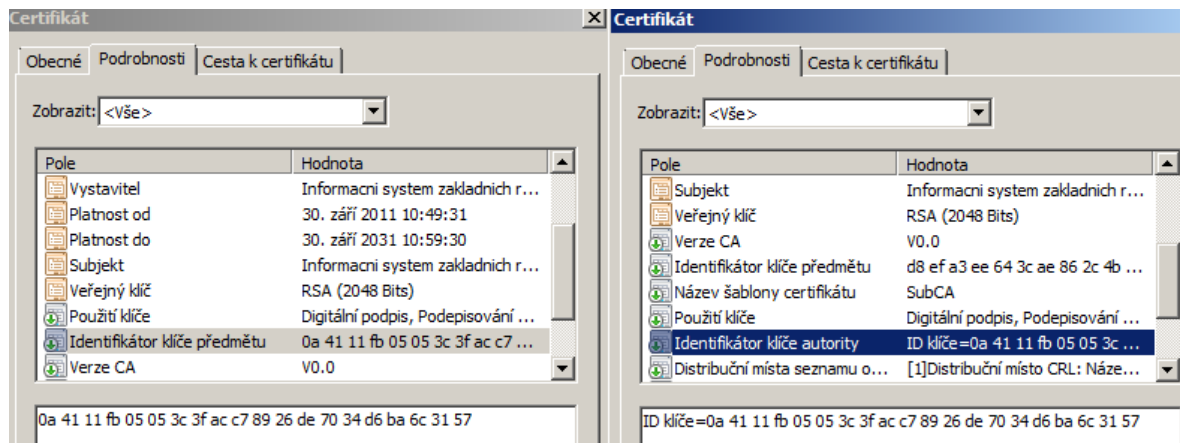 Certifikát
Obecné Podrobnosti Cesta k certifikátu
Zobrazit: <Vše>
Pole Hodnota
Vystavitel Informacni system zakladnich r...
Platnost od 30. září 2011 10:49:31
Platnost do 30. září 2031 10:59:30
Subjekt Informacni system zakladnich r...
Veřejný klíč RSA (2048 Bits)
Použití klíče Digitální podpis, Podepisování ...
Identifikátor klíče předmětu 0a 41 11 fb 05 05 3c 3f ac c7 ...
Verze CA V0.0
0a 41 11 fb 05 05 3c 3f ac c7 89 26 de 70 34 d6 ba 6c 31 57
Certifikát
Obecné Podrobnosti Cesta k certifikátu
Zobrazit: <Vše>
Pole Hodnota
Subjekt Informacni system zakladnich r...
Veřejný klíč RSA (2048 Bits)
Verze CA V0.0
Identifikátor klíče předmětu d8 ef a3 ee 64 3c ae 86 2c 4b ...
Název šablony certifikátu SubCA
Použití klíče Digitální podpis, Podepisování ...
Identifikátor klíče autority ID klíče=0a 41 11 fb 05 05 3c ...
Distribuční místa seznamu o... [1]Distribuční místo CRL: Náze...
ID klíče=0a 41 11 fb 05 05 3c 3f ac c7 89 26 de 70 34 d6 ba 6c 31 57